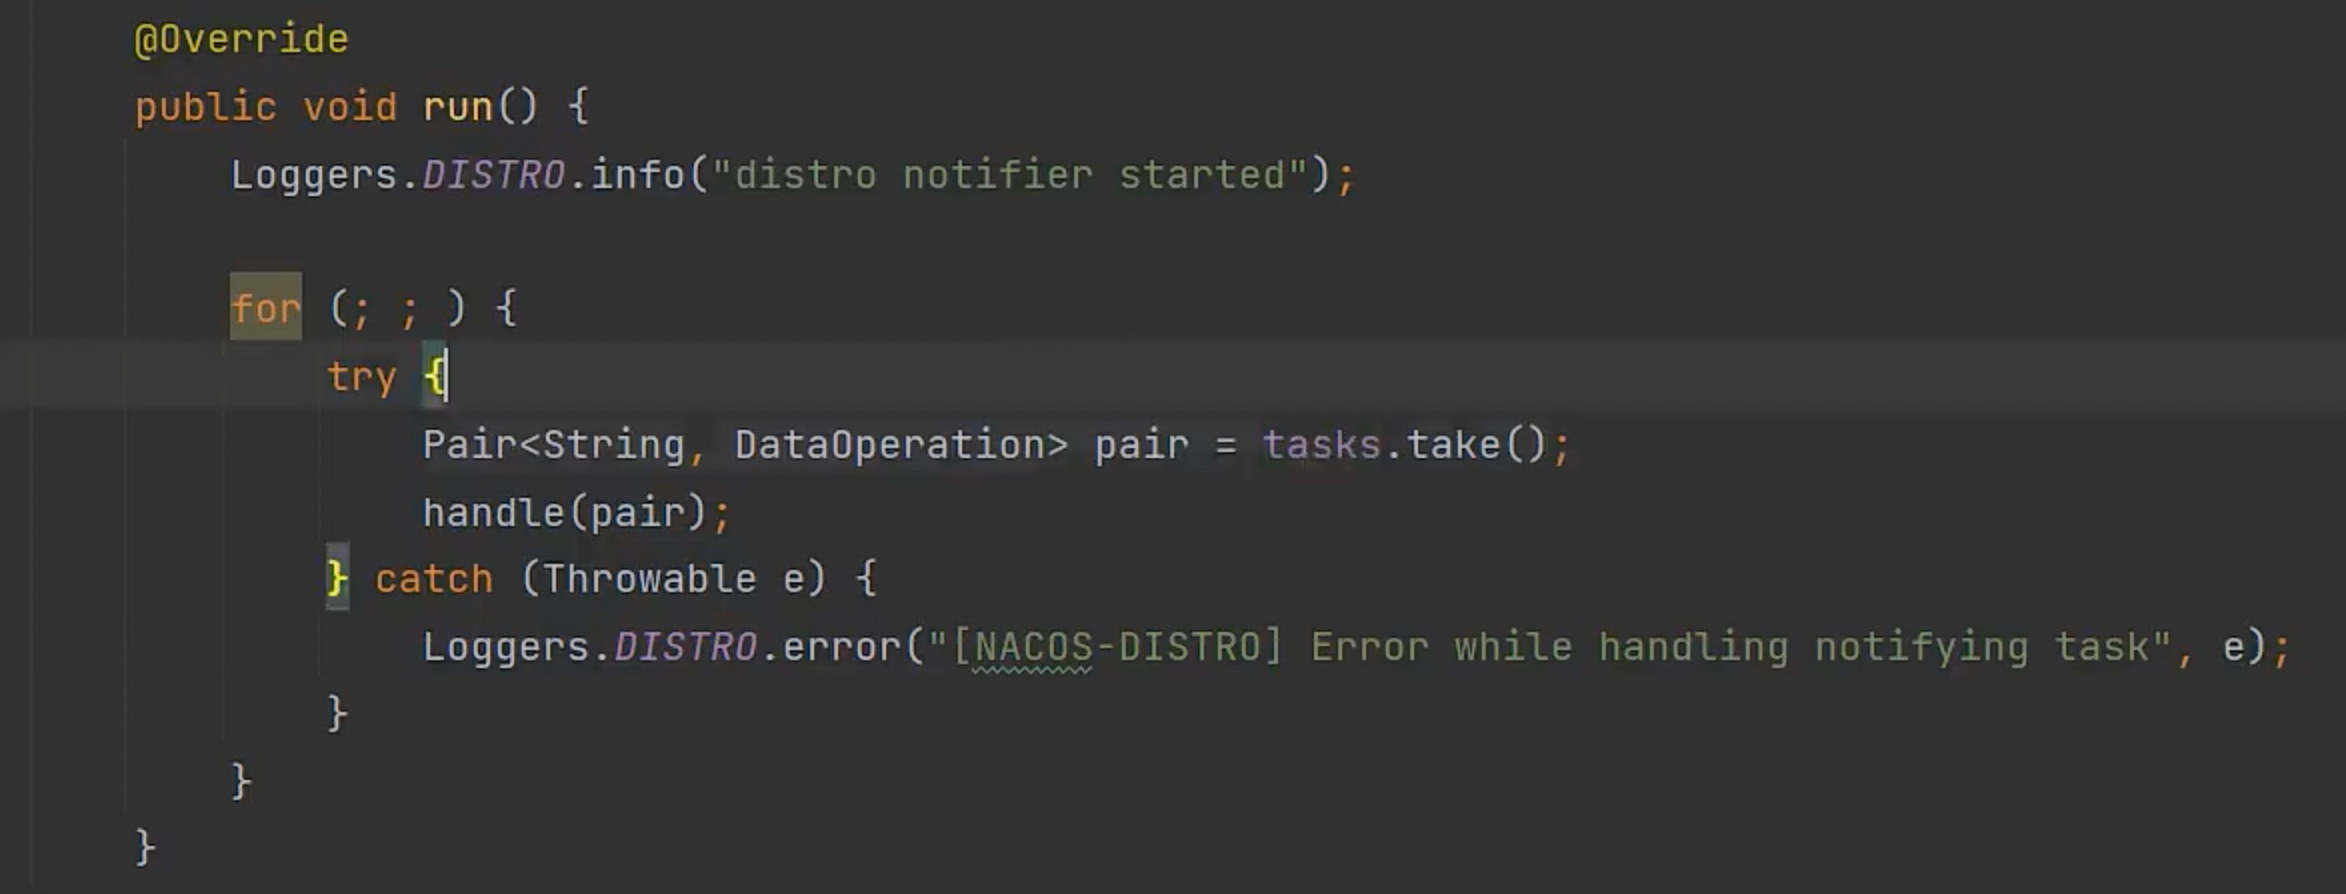 @Override
public void run() {
Loggers.DISTRO.info("distro notifier started");
for (; ; ) {
try {
Pair<String, DataOperation> pair = tasks.take();
handle(pair);
} catch (Throwable e) {
Loggers.DISTRO.error("[NACOS-DISTRO] Error while handling notifying task", e);
}
}
}